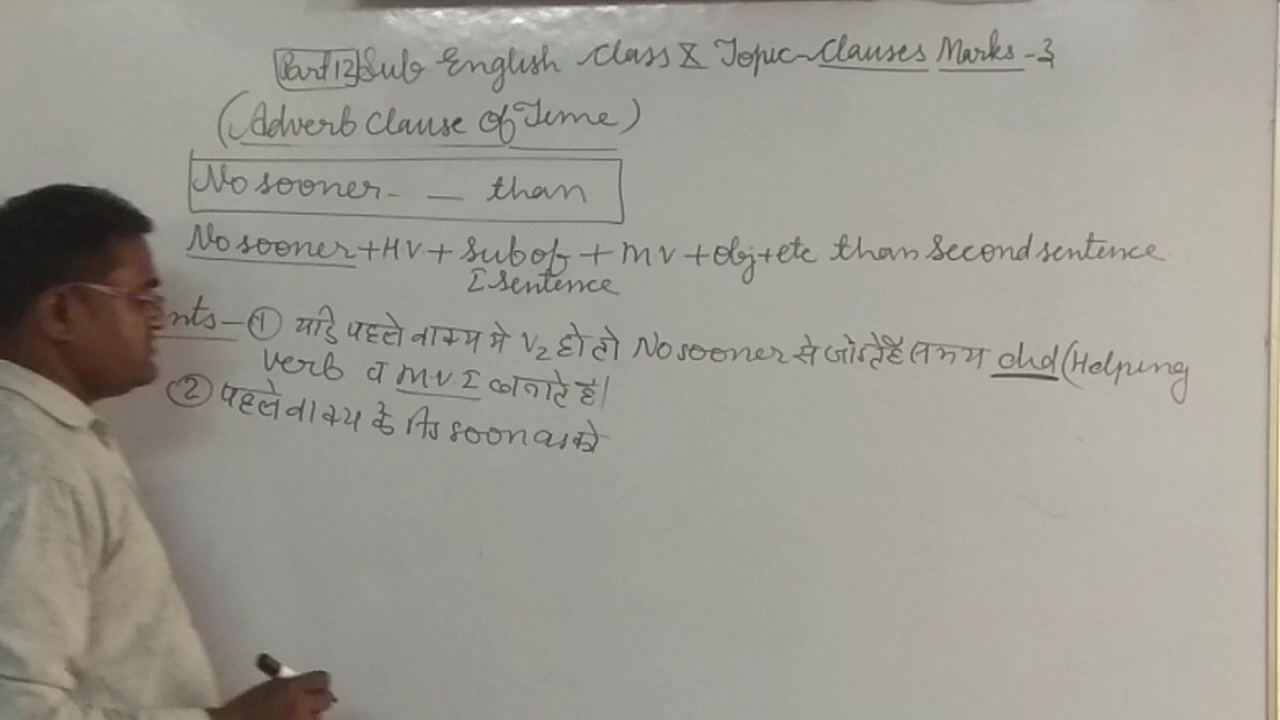 Part 12 Sub English Class X Topic-Clauses Marks-3
(Adverb Clause Of Time)
No sooner - — than
No sooner + HV + Sub of + MV + Obj + etc than Second sentence
I Sentence
nts - ① यदि पहले वाक्य मे V2 हो तो No sooner से जोड़ते है समय did (Helping
Verb व M.V I बनाते है।
② पहले वाक्य के As soon as को